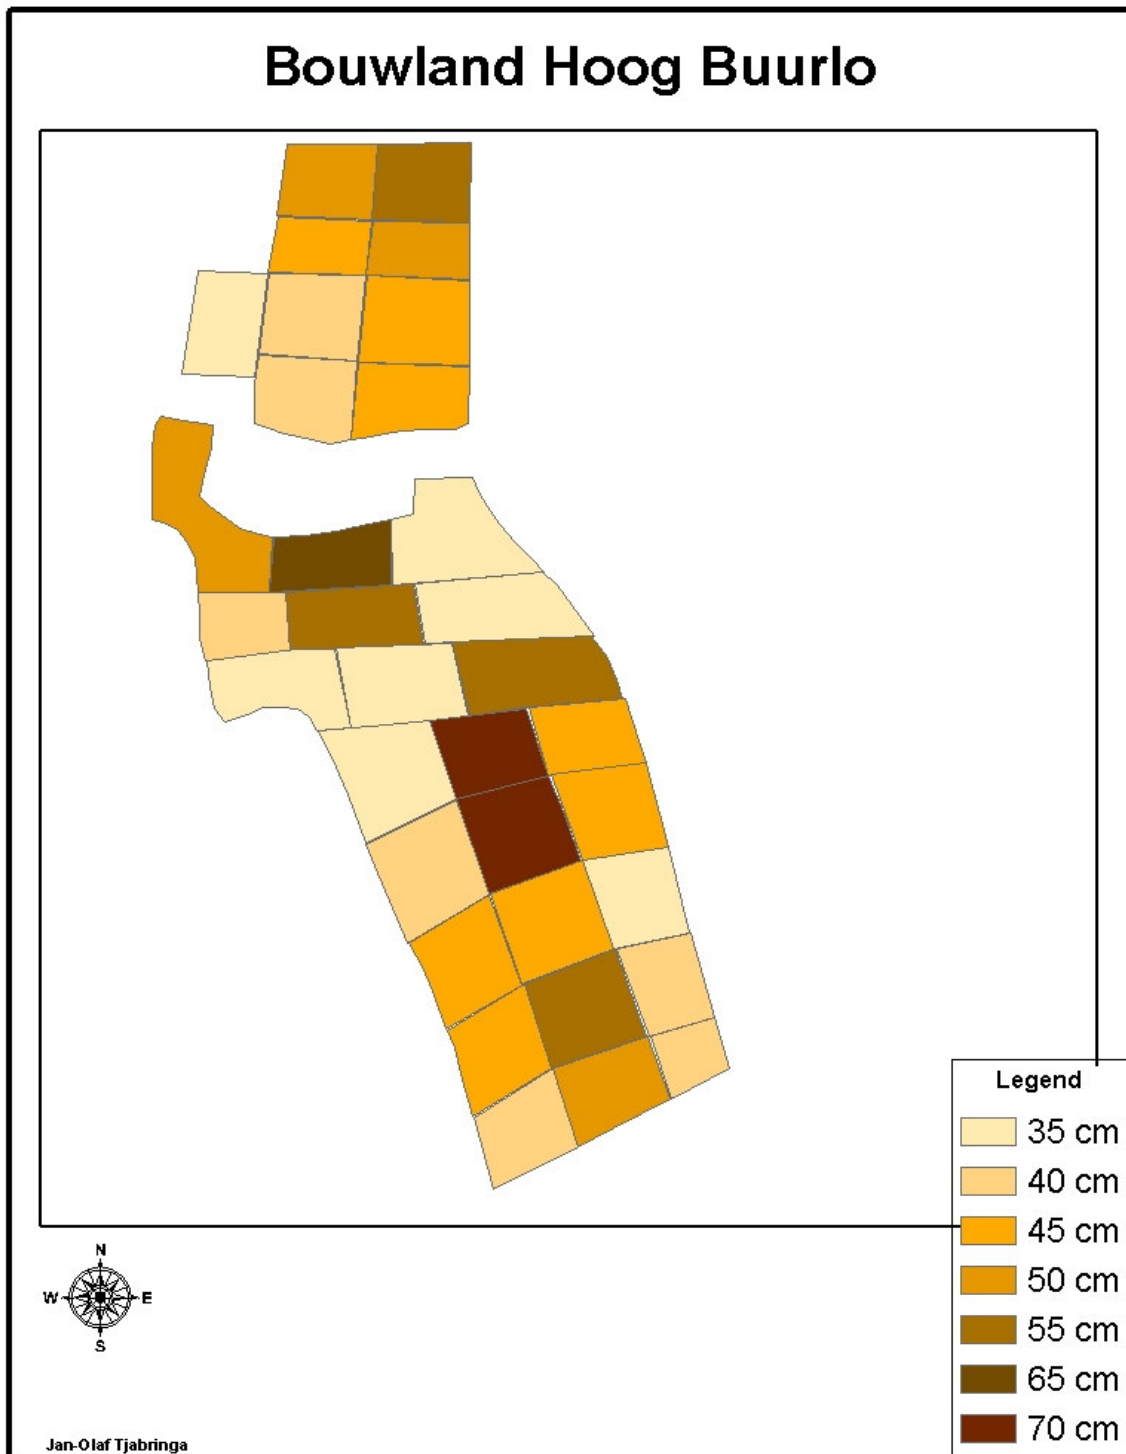 Bouwland Hoog Buurlo
Legend
35 cm
40 cm
45 cm
50 cm
55 cm
65 cm
70 cm
N
W E
S
Jan-Olaf Tjabringa